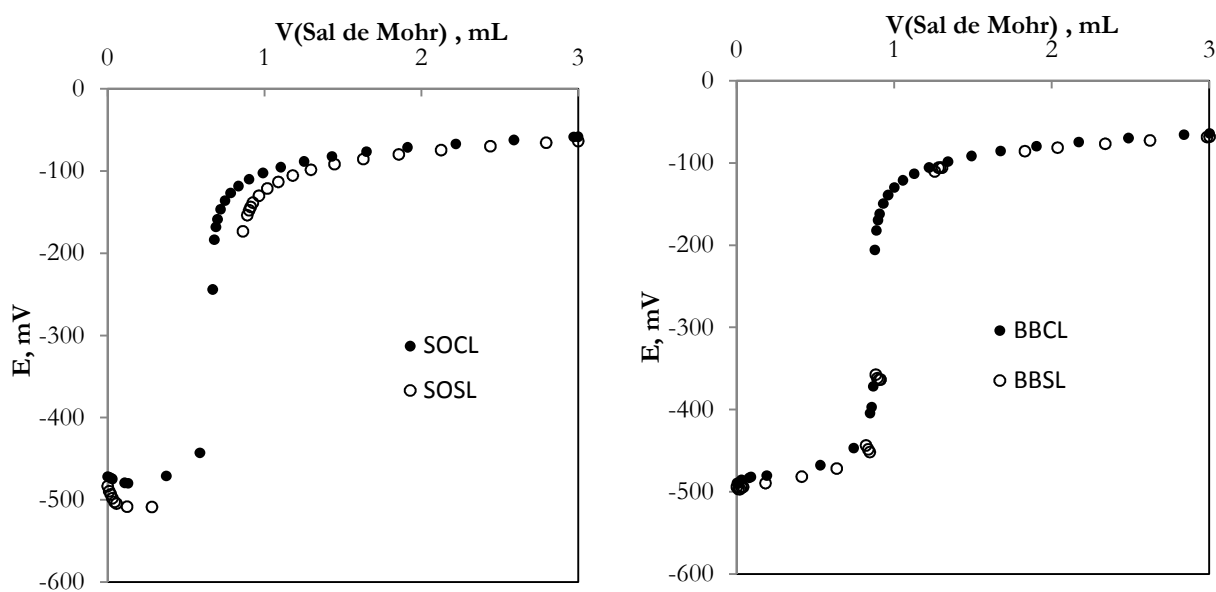 V(Sal de Mohr) , mL
0 1 2 3
0
-100
-200
-300
-400
-500
-600
E, mV
SOCL
SOSL
V(Sal de Mohr) , mL
0 1 2 3
0
-100
-200
-300
-400
-500
-600
E, mV
BBCL
BBSL